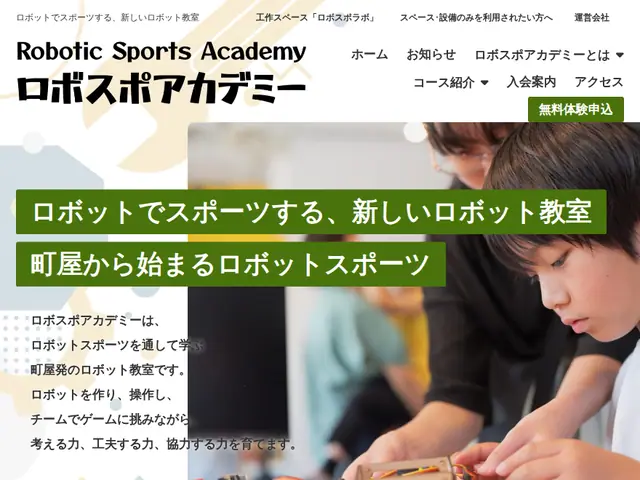 ロボットでスポーツする、新しいロボット教室
工作スペース「ロボスポラボ」
スペース・設備のみを利用されたい方へ
運営会社
Robotic Sports Academy
ロボスポアカデミー
ホーム
お知らせ
ロボスポアカデミーとは
コース紹介
入会案内
アクセス
無料体験申込
ロボットでスポーツする、新しいロボット教室
町屋から始まるロボットスポーツ
ロボスポアカデミーは、
ロボットスポーツを通して学ぶ
町屋発のロボット教室です。
ロボットを作り、操作し、
チームでゲームに挑みながら、
考える力、工夫する力、協力する力を育てます。